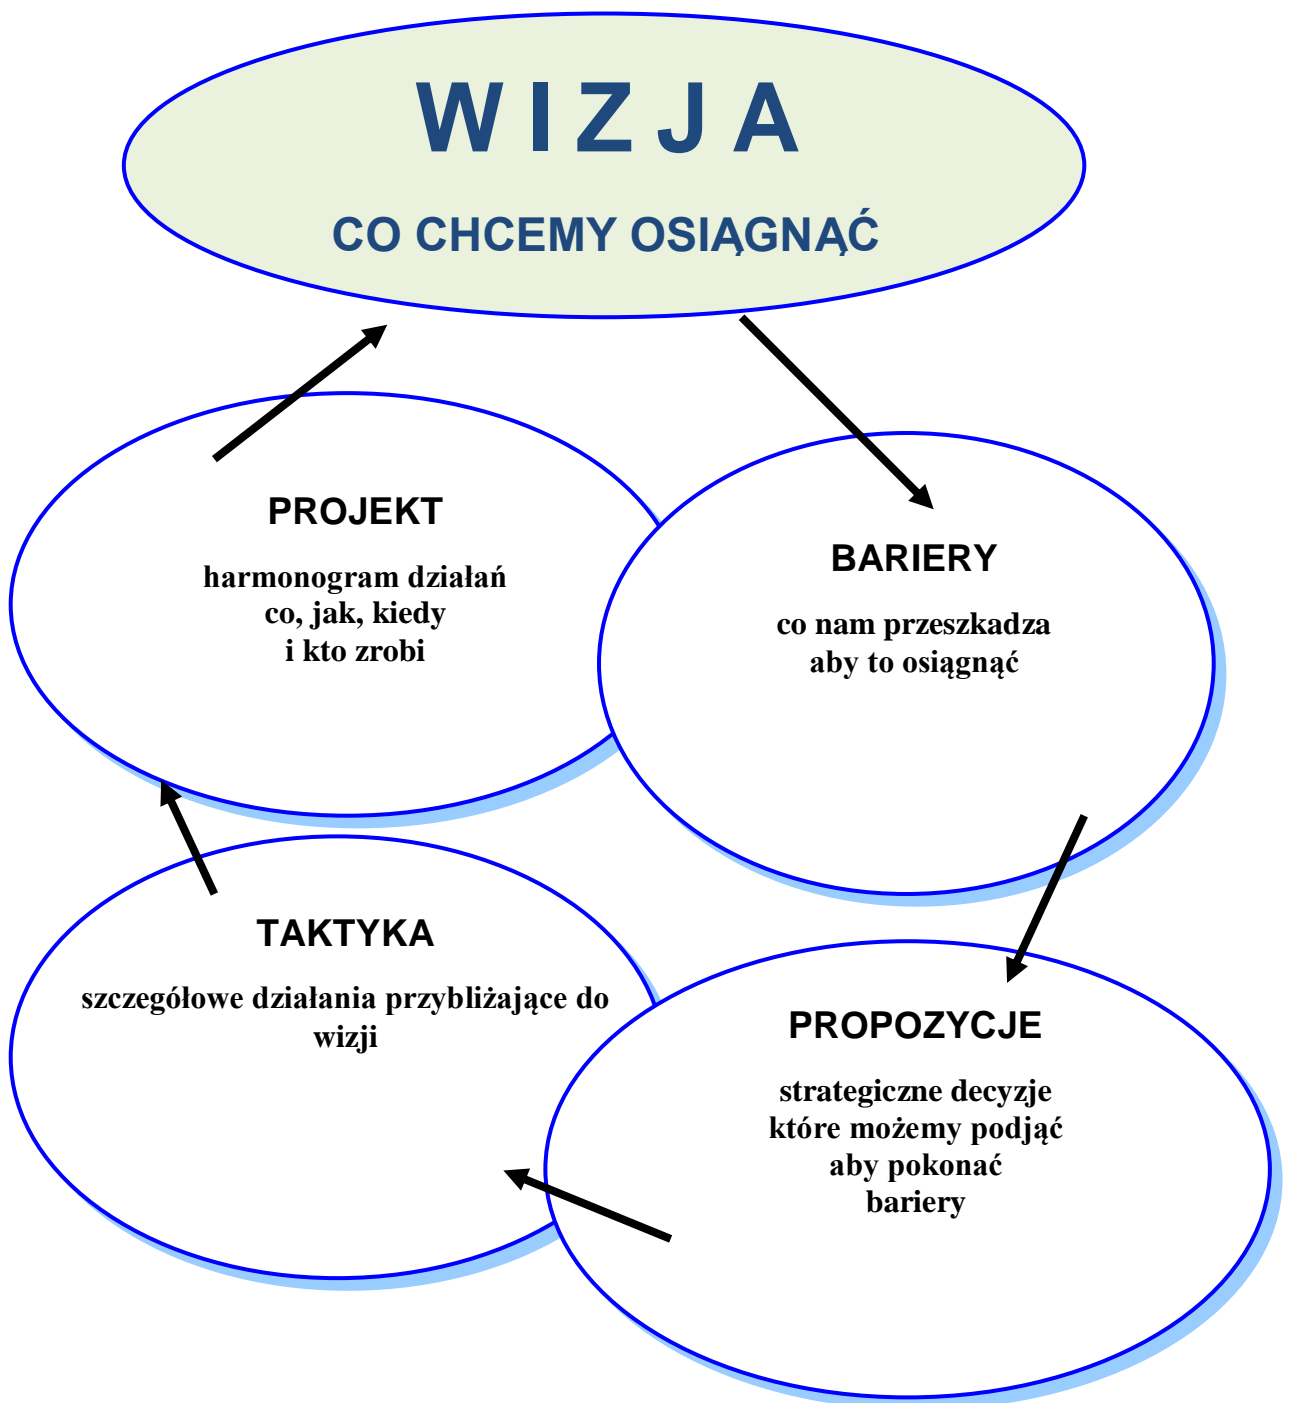 W I Z J A
CO CHCEMY OSIĄGNĄĆ
PROJEKT
harmonogram działań
co, jak, kiedy
i kto zrobi
BARIERY
co nam przeszkadza
aby to osiągnąć
TAKTYKA
szczegółowe działania przybliżające do
wizji
PROPOZYCJE
strategiczne decyzje
które możemy podjąć
aby pokonać
bariery